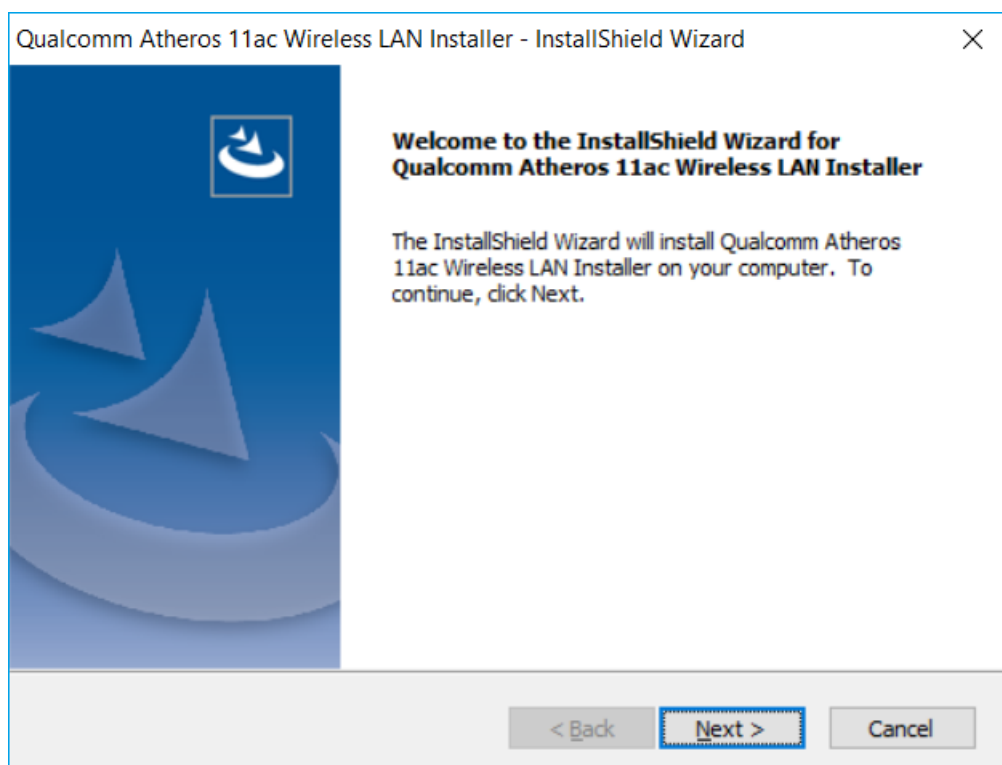 Qualcomm Atheros 11ac Wireless LAN Installer - InstallShield Wizard
Welcome to the InstallShield Wizard for
Qualcomm Atheros 11ac Wireless LAN Installer
The InstallShield Wizard will install Qualcomm Atheros
11ac Wireless LAN Installer on your computer.  To
continue, click Next.
< Back
Next >
Cancel